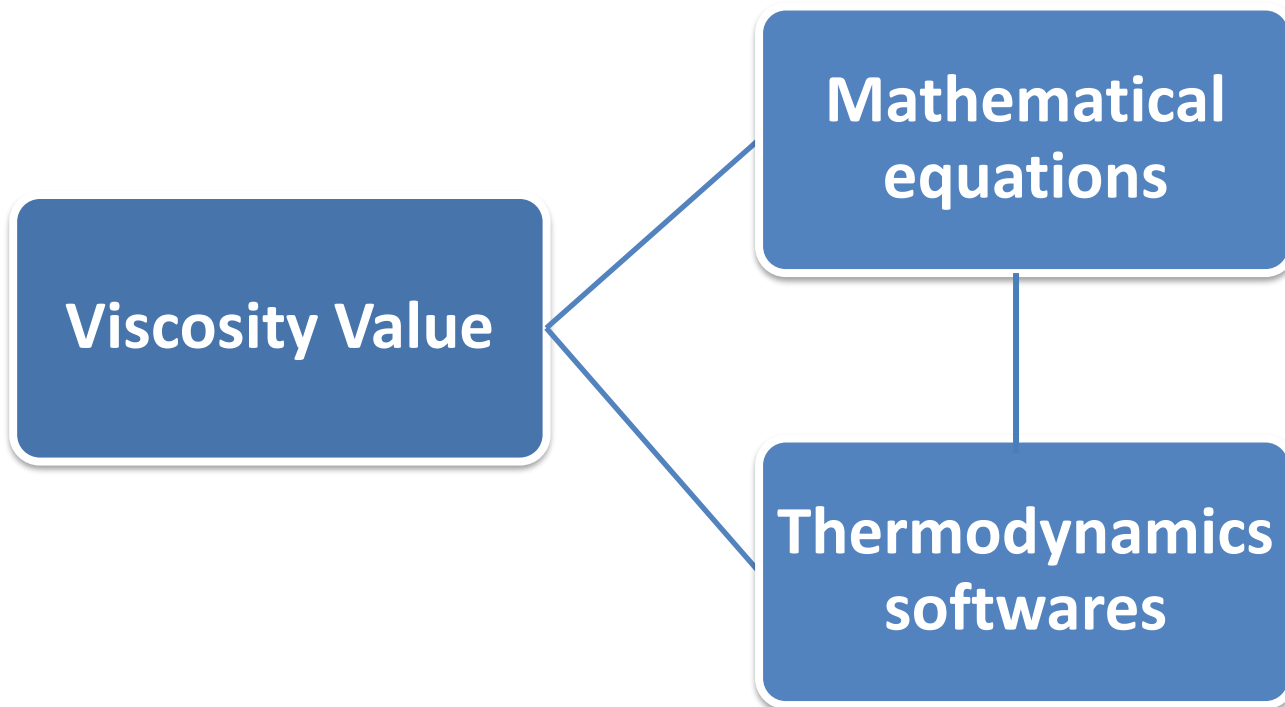 Mathematical
equations
Viscosity Value
Thermodynamics
softwares